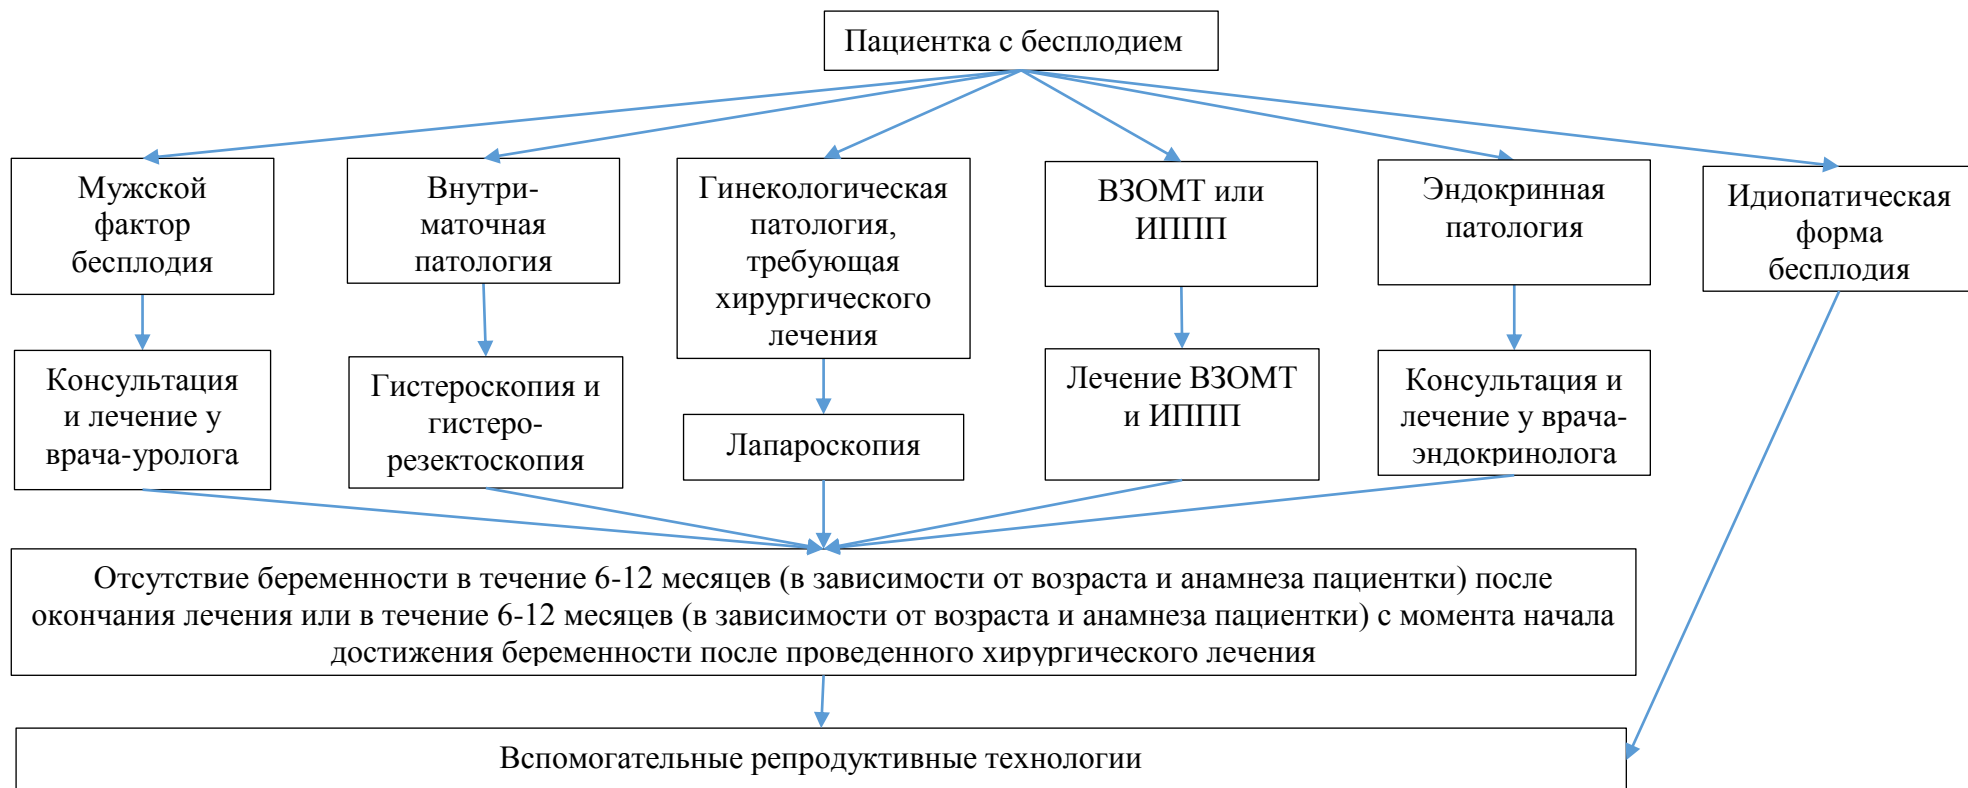 Пациентка с бесплодием
Мужской
фактор
бесплодия
Внутри-
маточная
патология
Гинекологическая
патология,
требующая
хирургического
лечения
ВЗОМТ или
ИППП
Эндокринная
патология
Идиопатическая
форма
бесплодия
Консультация
и лечение у
врача-уролога
Гистероскопия и
гистеро-
резектоскопия
Лапароскопия
Лечение ВЗОМТ
и ИППП
Консультация и
лечение у врача-
эндокринолога
Отсутствие беременности в течение 6-12 месяцев (в зависимости от возраста и анамнеза пациентки) после
окончания лечения или в течение 6-12 месяцев (в зависимости от возраста и анамнеза пациентки) с момента начала
достижения беременности после проведенного хирургического лечения
Вспомогательные репродуктивные технологии